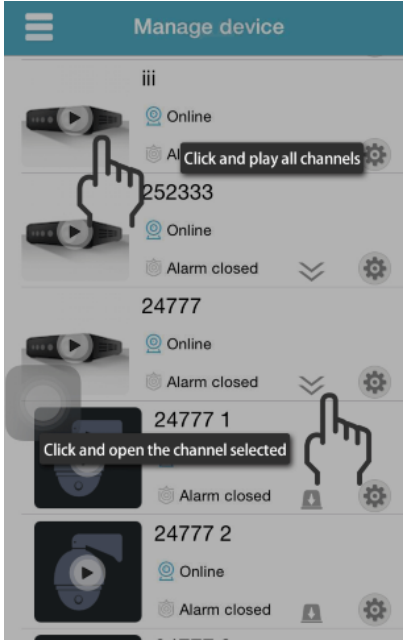 Manage device
iii
Online
Al
Click and play all channels
252333
Online
Alarm closed
24777
Online
Alarm closed
24777 1
Click and open the channel selected
Alarm closed
24777 2
Online
Alarm closed